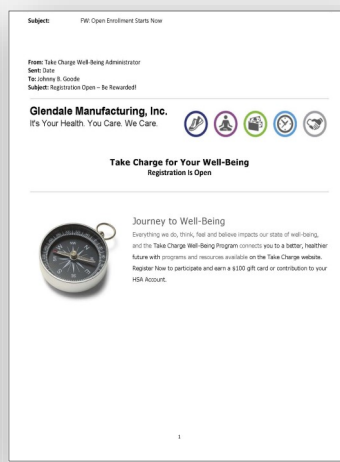 Subject: FW: Open Enrollment Starts Now
From: Take Charge Well-Being Administrator
Sent: Date
To: Johnny B. Goode
Subject: Registration Open – Be Rewarded!
Glendale Manufacturing, Inc.
It's Your Health. You Care. We Care.
Take Charge for Your Well-Being
Registration Is Open
Journey to Well-Being
Everything we do, think, feel and believe impacts our state of well-being,
and the Take Charge Well-Being Program connects you to a better, healthier
future with programs and resources available on the Take Charge website.
Register Now to participate and earn a $100 gift card or contribution to your
HSA Account.
1